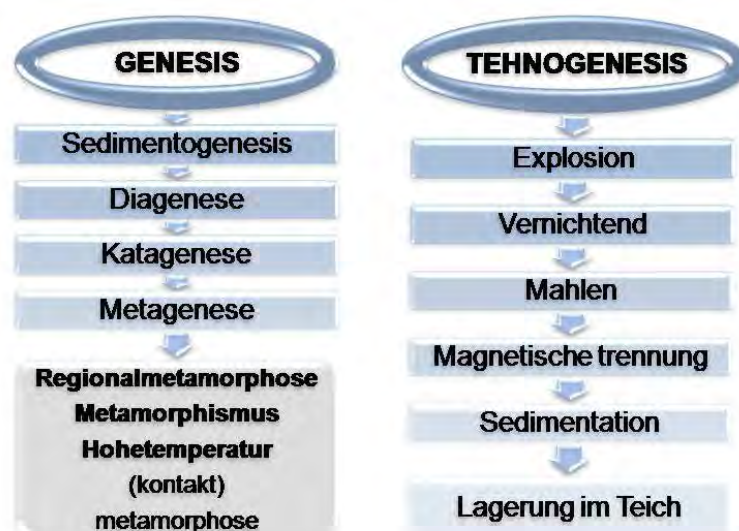 GENESIS
Sedimentogenesis
Diagenese
Katagenese
Metagenese
Regionalmetamorphose
Metamorphismus
Hohetemperatur
(kontakt)
metamorphose
TEHNOGENESIS
Explosion
Vernichtend
Mahlen
Magnetische trennung
Sedimentation
Lagerung im Teich